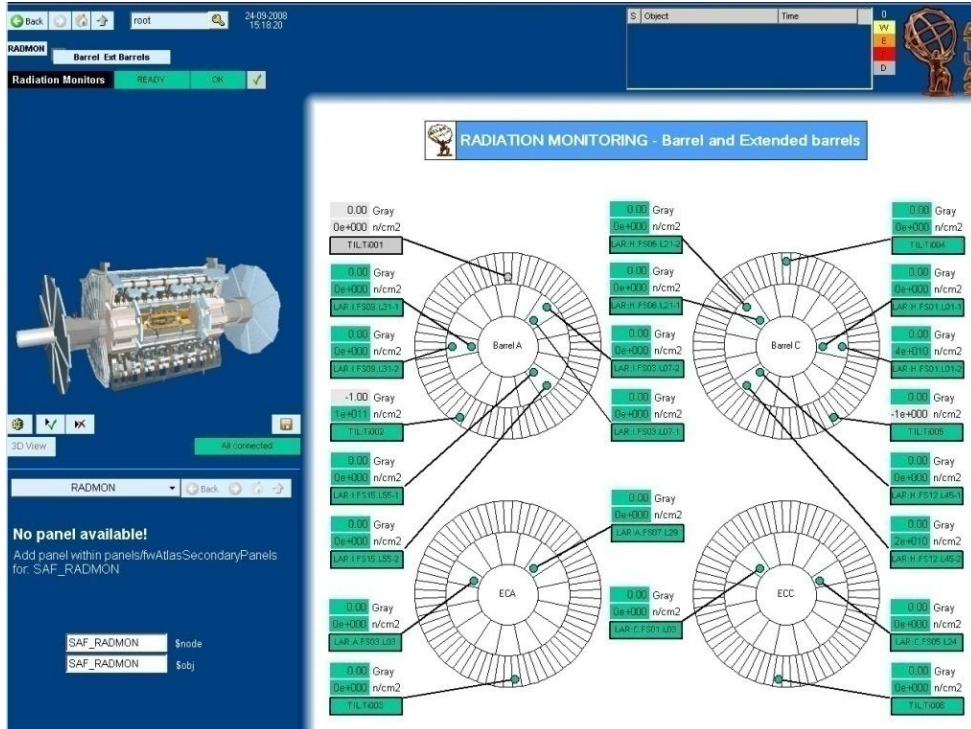 Back
root
24-09-2008
15:18:20
S Object Time
0
W
E
D
RADMON
Barrel Ext Barrels
Radiation Monitors READY OK
RADIATION MONITORING - Barrel and Extended barrels
0.00 Gray
0e+000 n/cm2
TIL.Ti001
0.00 Gray
0e+000 n/cm2
LAR.I.FS09.L31-1
0.00 Gray
0e+000 n/cm2
LAR.I.FS09.L31-2
-1.00 Gray
1e+011 n/cm2
TIL.Ti002
0.00 Gray
0e+000 n/cm2
LAR.I.FS15.L55-1
0.00 Gray
0e+000 n/cm2
LAR.I.FS15.L55-2
Barrel A
0.00 Gray
0e+000 n/cm2
LAR.H.FS06.L21-2
0.00 Gray
0e+000 n/cm2
LAR.H.FS06.L21-1
0.00 Gray
0e+000 n/cm2
LAR.I.FS03.L07-2
0.00 Gray
0e+000 n/cm2
LAR.I.FS03.L07-1
Barrel C
0.00 Gray
0e+000 n/cm2
TIL.Ti004
0.00 Gray
0e+000 n/cm2
LAR.H.FS01.L01-1
0.00 Gray
4e+010 n/cm2
LAR.H.FS01.L01-2
0.00 Gray
-1e+000 n/cm2
TIL.Ti005
0.00 Gray
0e+000 n/cm2
LAR.H.FS12.L45-1
0.00 Gray
2e+010 n/cm2
LAR.H.FS12.L45-2
0.00 Gray
0e+000 n/cm2
LAR.A.FS07.L29
ECA
0.00 Gray
0e+000 n/cm2
LAR.A.FS03.L03
0.00 Gray
0e+000 n/cm2
TIL.Ti003
0.00 Gray
0e+000 n/cm2
LAR.C.FS01.L03
ECC
0.00 Gray
0e+000 n/cm2
LAR.C.FS05.L24
0.00 Gray
0e+000 n/cm2
TIL.Ti006
3D View
All connected
RADMON
Back
No panel available!
Add panel within panels/fwAtlasSecondaryPanels
for: SAF_RADMON
SAF_RADMON $node
SAF_RADMON $obj